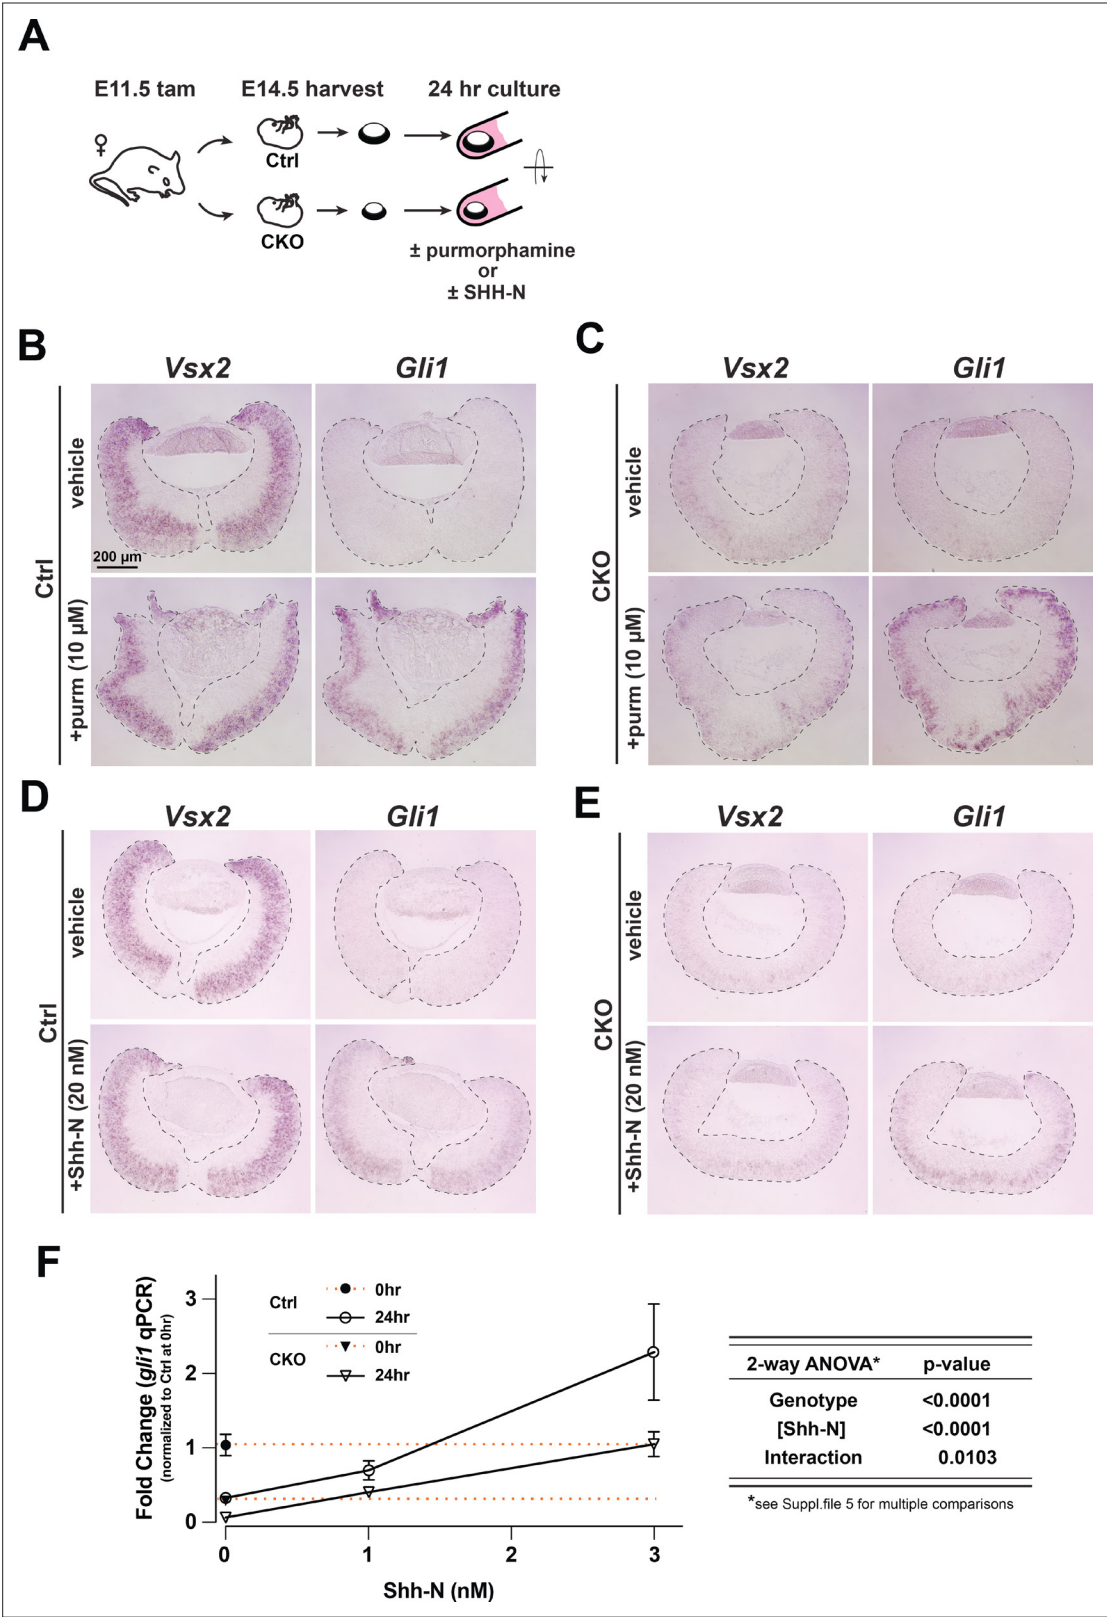 A
E11.5 tam
E14.5 harvest
24 hr culture
♀
Ctrl
CKO
± purmorphamine
or
± SHH-N
B
Vsx2
Gli1
Ctrl
vehicle
200 µm
+purm (10 µM)
C
Vsx2
Gli1
CKO
vehicle
+purm (10 µM)
D
Vsx2
Gli1
Ctrl
vehicle
+Shh-N (20 nM)
E
Vsx2
Gli1
CKO
vehicle
+Shh-N (20 nM)
F
Fold Change (gli1 qPCR)
(normalized to Ctrl at 0hr)
3
2
1
0
Ctrl
0hr
24hr
CKO
0hr
24hr
0 1 2 3
Shh-N (nM)
2-way ANOVA* p-value
Genotype <0.0001
[Shh-N] <0.0001
Interaction 0.0103
*see Suppl.file 5 for multiple comparisons